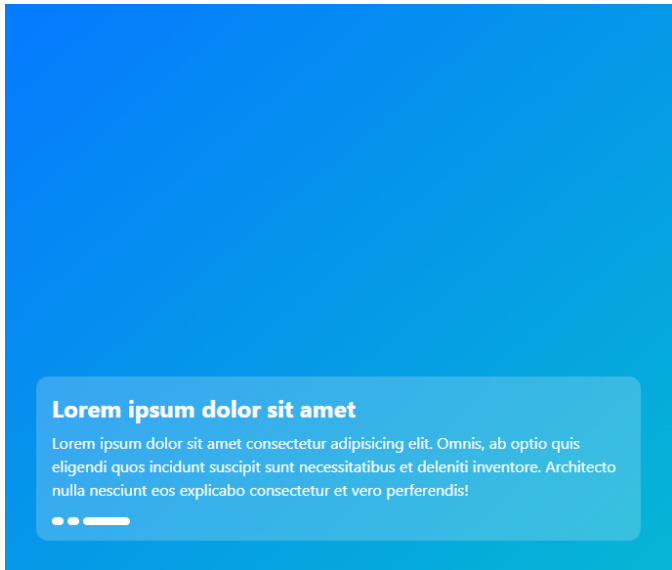 Lorem ipsum dolor sit amet
Lorem ipsum dolor sit amet consectetur adipisicing elit. Omnis, ab optio quis
eligendi quos incidunt suscipit sunt necessitatibus et deleniti inventore. Architecto
nulla nesciunt eos explicabo consectetur et vero perferendis!